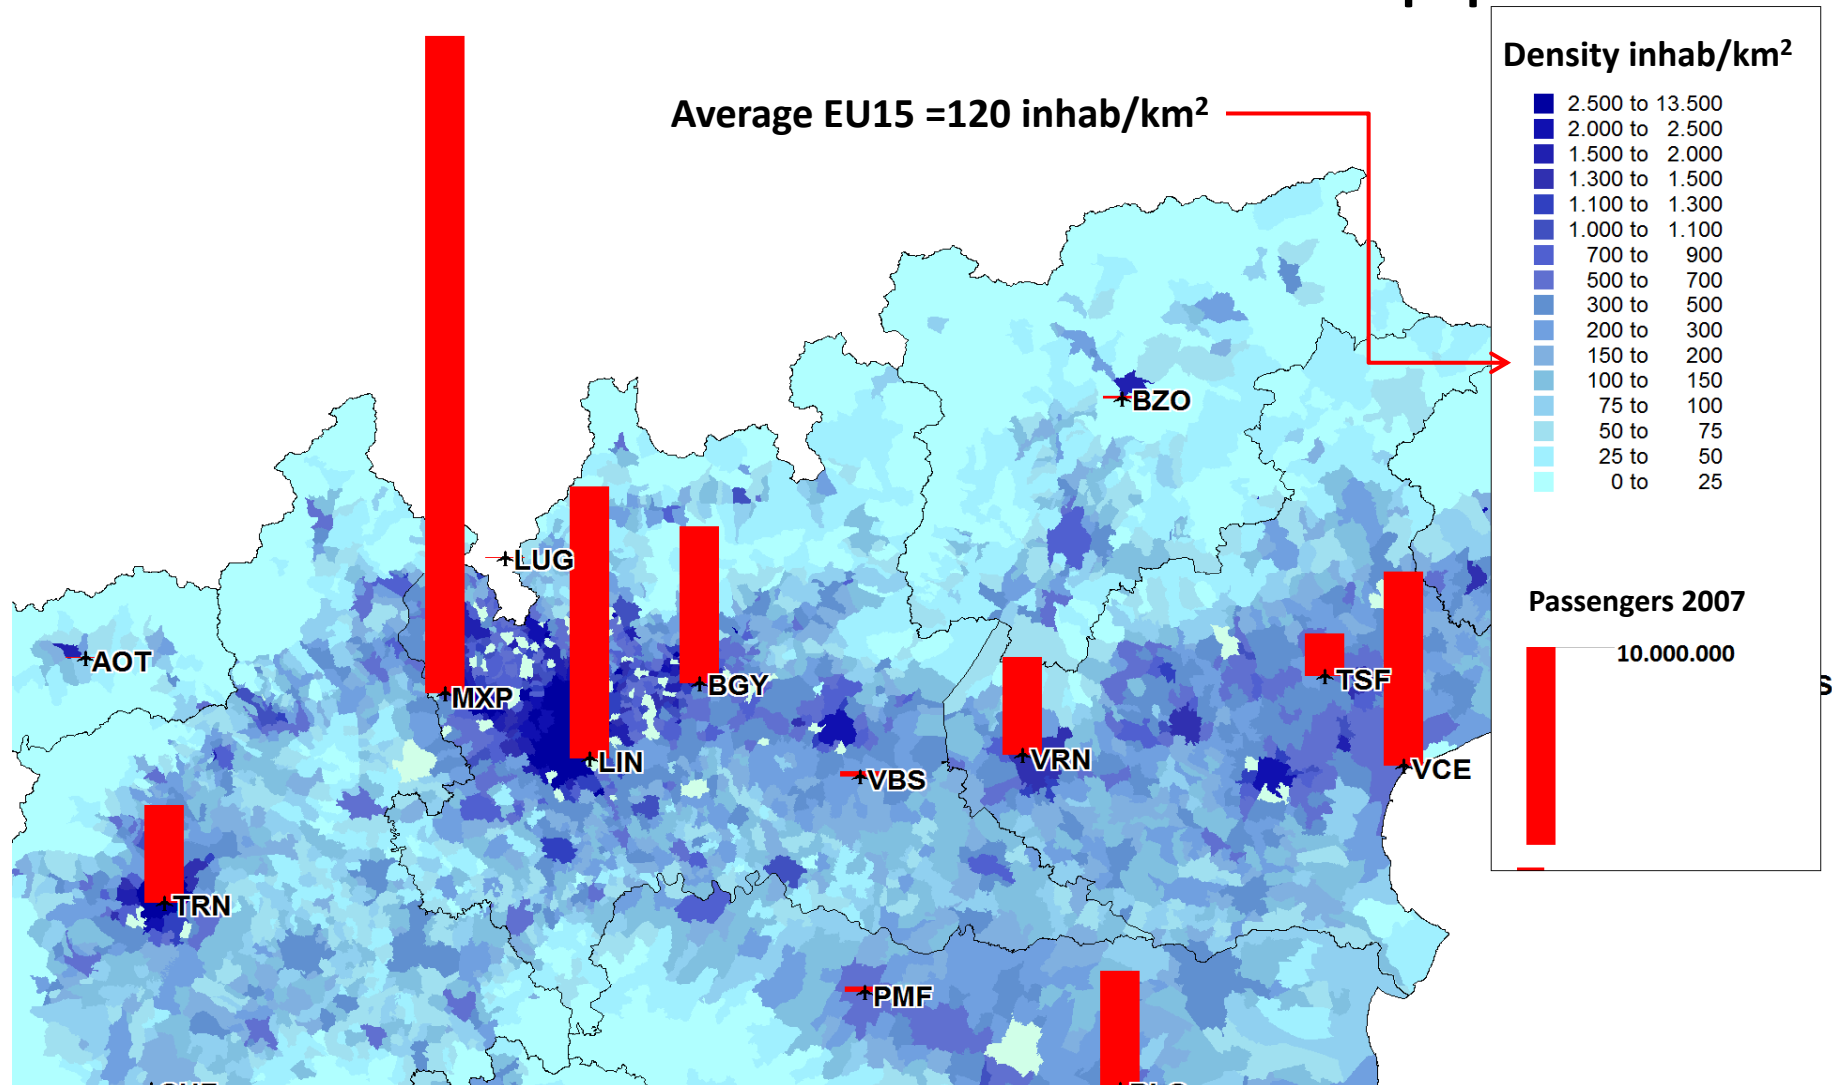 Density inhab/km²
Average EU15 =120 inhab/km²
2.500 to 13.500
2.000 to 2.500
1.500 to 2.000
1.300 to 1.500
1.100 to 1.300
1.000 to 1.100
700 to 900
500 to 700
300 to 500
200 to 300
150 to 200
100 to 150
75 to 100
50 to 75
25 to 50
0 to 25
BZO
LUG
Passengers 2007
10.000.000
AOT
MXP
BGY
TSF
s
LIN
VRN
VCE
VBS
TRN
PMF